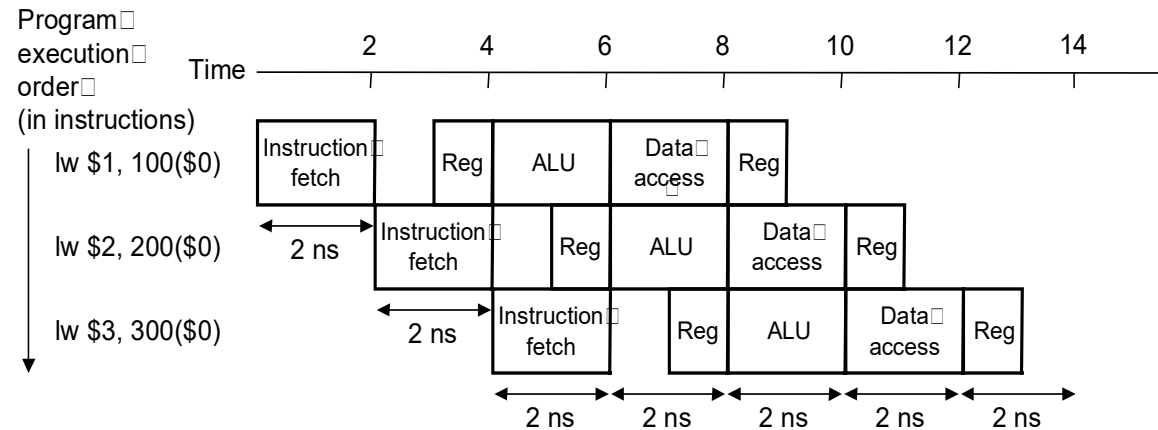 Program□
execution□
order□
(in instructions)
Time
2 4 6 8 10 12 14
lw $1, 100($0)
Instruction□
fetch
Reg
ALU
Data□
access
□
Reg
2 ns
lw $2, 200($0)
Instruction□
fetch
Reg
ALU
Data□
access
Reg
2 ns
lw $3, 300($0)
Instruction□
fetch
Reg
ALU
Data□
access
Reg
2 ns 2 ns 2 ns 2 ns 2 ns